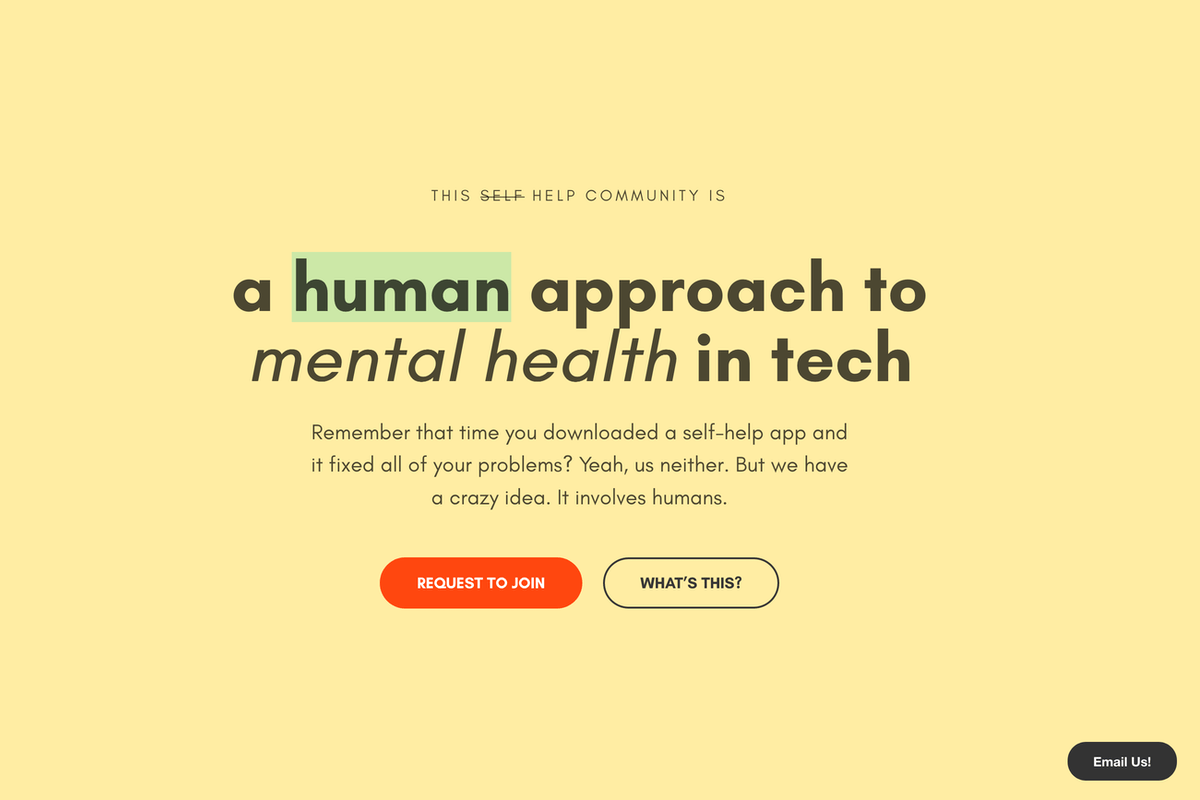 THIS SELF HELP COMMUNITY IS
a human approach to
mental health in tech
Remember that time you downloaded a self-help app and
it fixed all of your problems? Yeah, us neither. But we have
a crazy idea. It involves humans.
REQUEST TO JOIN
WHAT'S THIS?
Email Us!